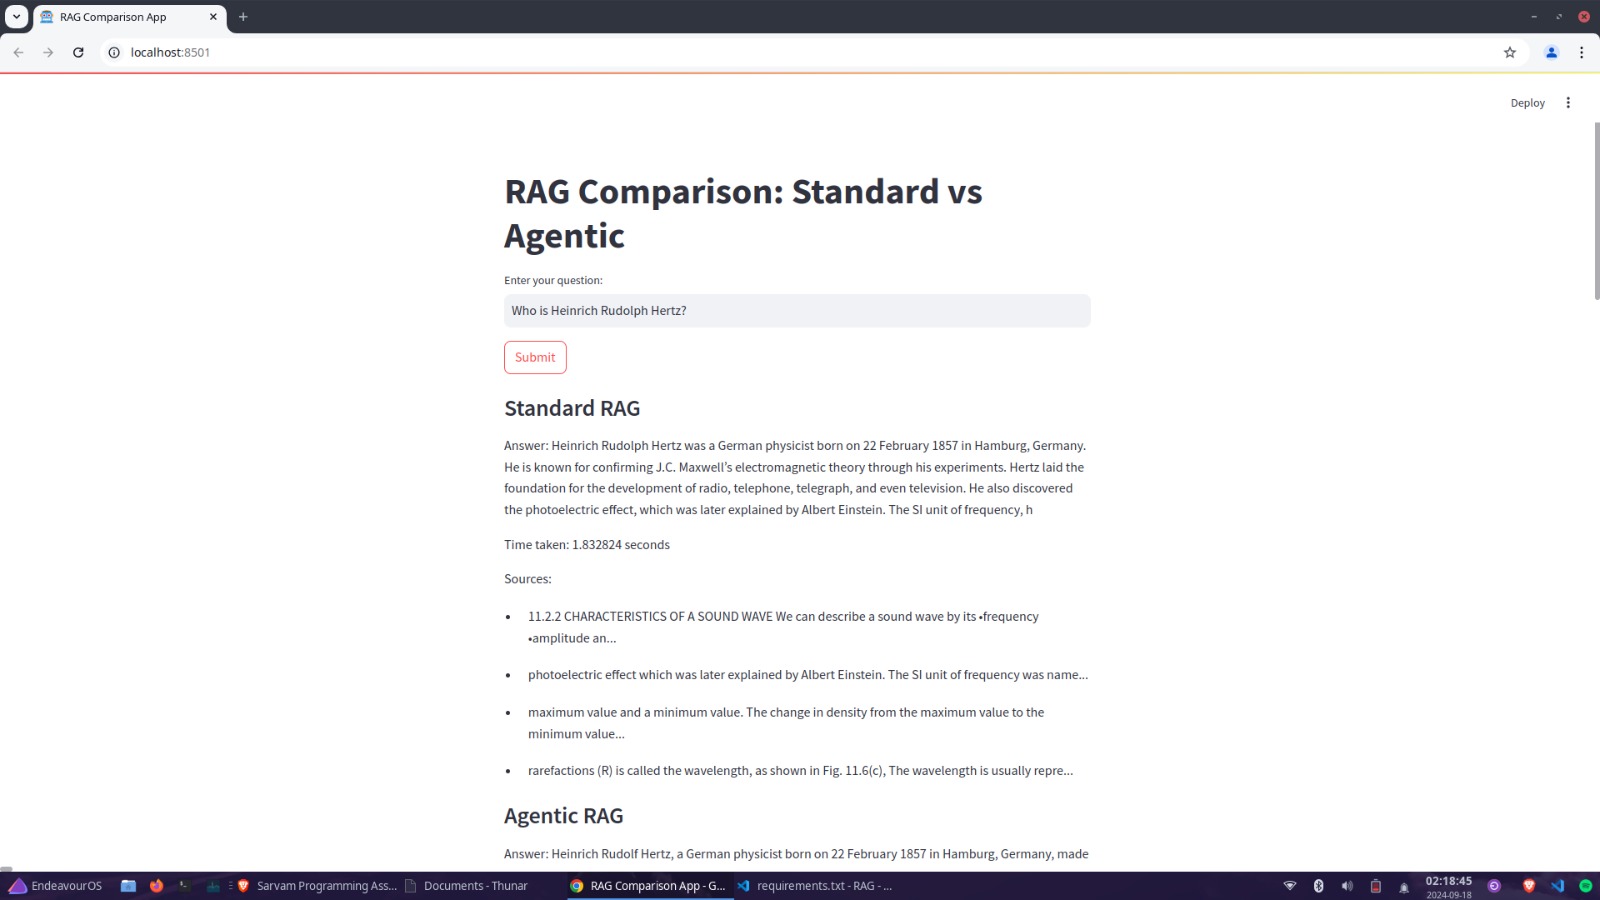 RAG Comparison App
localhost:8501
Deploy
RAG Comparison: Standard vs
Agentic
Enter your question:
Who is Heinrich Rudolph Hertz?
Submit
Standard RAG
Answer: Heinrich Rudolph Hertz was a German physicist born on 22 February 1857 in Hamburg, Germany.
He is known for confirming J.C. Maxwell's electromagnetic theory through his experiments. Hertz laid the
foundation for the development of radio, telephone, telegraph, and even television. He also discovered
the photoelectric effect, which was later explained by Albert Einstein. The SI unit of frequency, h
Time taken: 1.832824 seconds
Sources:
• 11.2.2 CHARACTERISTICS OF A SOUND WAVE We can describe a sound wave by its •frequency
•amplitude an...
• photoelectric effect which was later explained by Albert Einstein. The SI unit of frequency was name...
• maximum value and a minimum value. The change in density from the maximum value to the
minimum value...
• rarefactions (R) is called the wavelength, as shown in Fig. 11.6(c), The wavelength is usually repre...
Agentic RAG
Answer: Heinrich Rudolf Hertz, a German physicist born on 22 February 1857 in Hamburg, Germany, made
EndeavourOS
Sarvam Programming Ass...
Documents - Thunar
RAG Comparison App - G...
requirements.txt - RAG - ...
02:18:45
2024-09-18